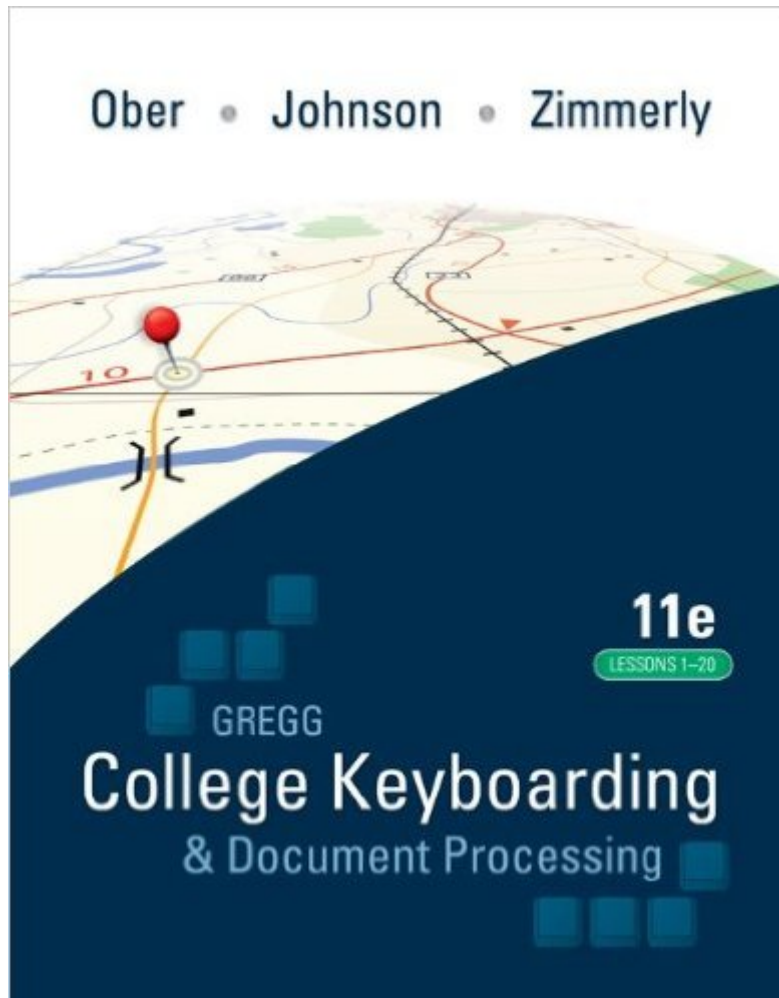 Ober • Johnson • Zimmerly
10
11e
LESSONS 1–20
GREGG
College Keyboarding
& Document Processing